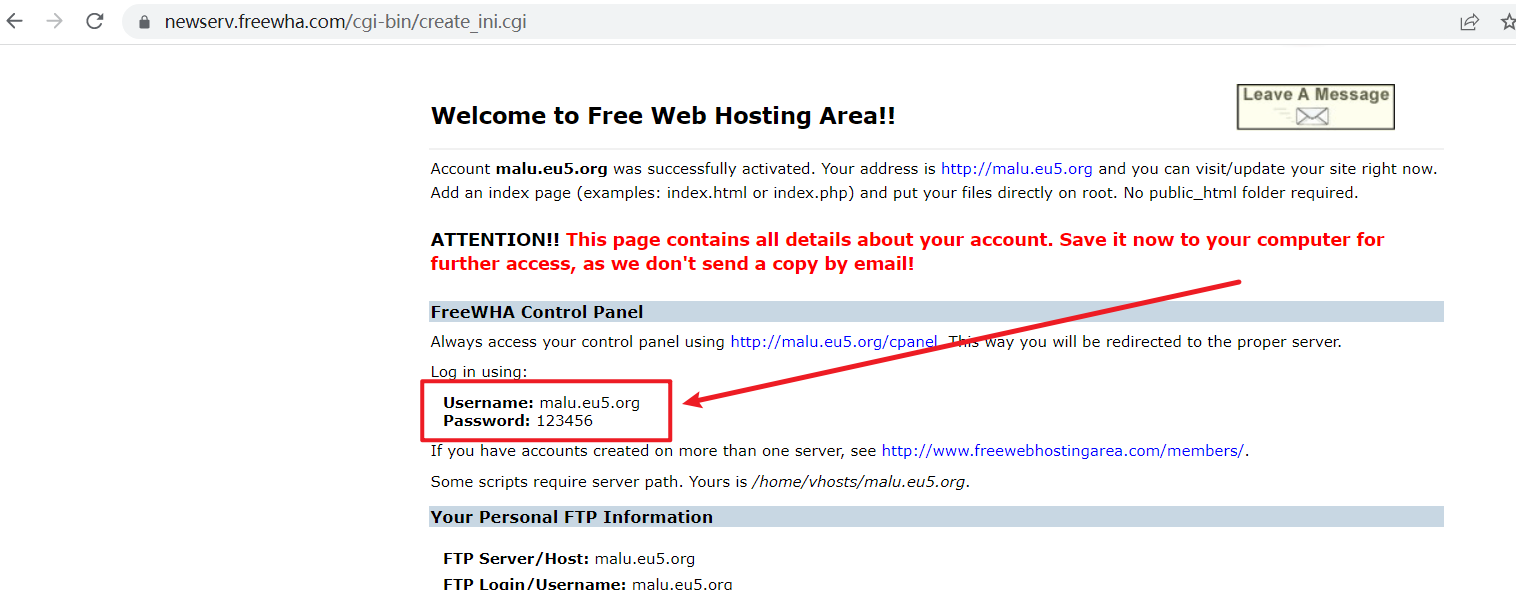 newserv.freewha.com/cgi-bin/create_ini.cgi
Leave A Message
Welcome to Free Web Hosting Area!!
Account malu.eu5.org was successfully activated. Your address is http://malu.eu5.org and you can visit/update your site right now.
Add an index page (examples: index.html or index.php) and put your files directly on root. No public_html folder required.
ATTENTION!! This page contains all details about your account. Save it now to your computer for
further access, as we don't send a copy by email!
FreeWHA Control Panel
Always access your control panel using http://malu.eu5.org/cpanel. This way you will be redirected to the proper server.
Log in using:
Username: malu.eu5.org
Password: 123456
If you have accounts created on more than one server, see http://www.freewebhostingarea.com/members/.
Some scripts require server path. Yours is /home/vhosts/malu.eu5.org.
Your Personal FTP Information
FTP Server/Host: malu.eu5.org
FTP Login/Username: malu.eu5.org